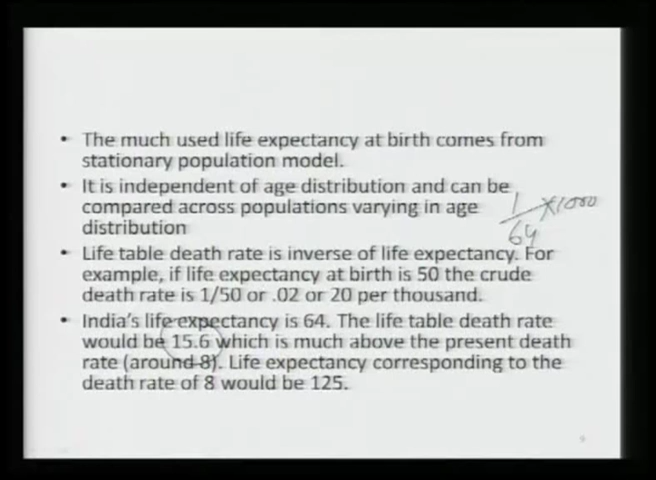 • The much used life expectancy at birth comes from
stationary population model.
• It is independent of age distribution and can be
compared across populations varying in age
distribution
1/64 ×1000
• Life table death rate is inverse of life expectancy. For
example, if life expectancy at birth is 50 the crude
death rate is 1/50 or .02 or 20 per thousand.
• India's life expectancy is 64. The life table death rate
would be 15.6 which is much above the present death
rate (around 8). Life expectancy corresponding to the
death rate of 8 would be 125.